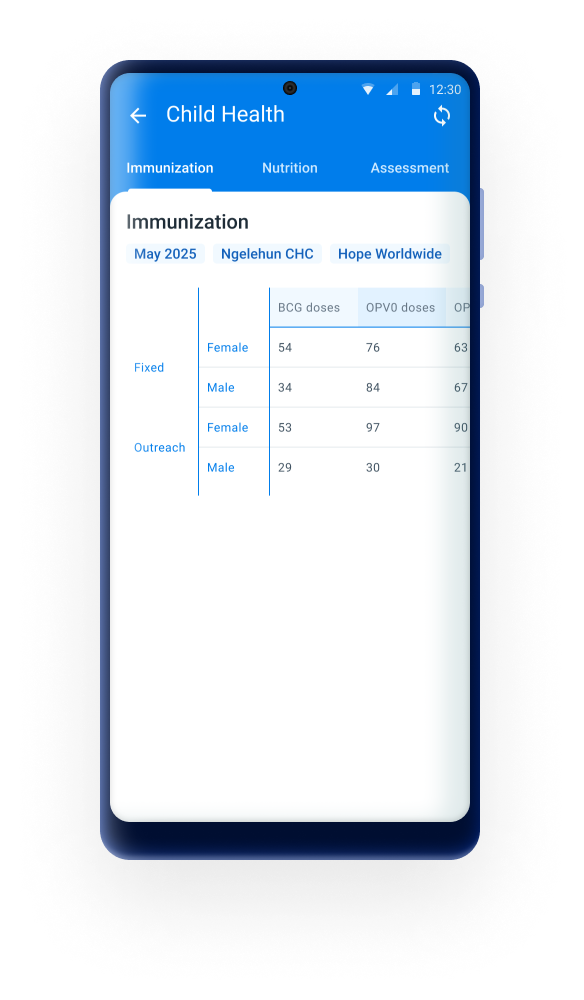 12:30
Child Health
Immunization Nutrition Assessment
Immunization
May 2025 Ngelehun CHC Hope Worldwide
BCG doses OPV0 doses OP
Female 54 76 63
Fixed
Male 34 84 67
Female 53 97 90
Outreach
Male 29 30 21